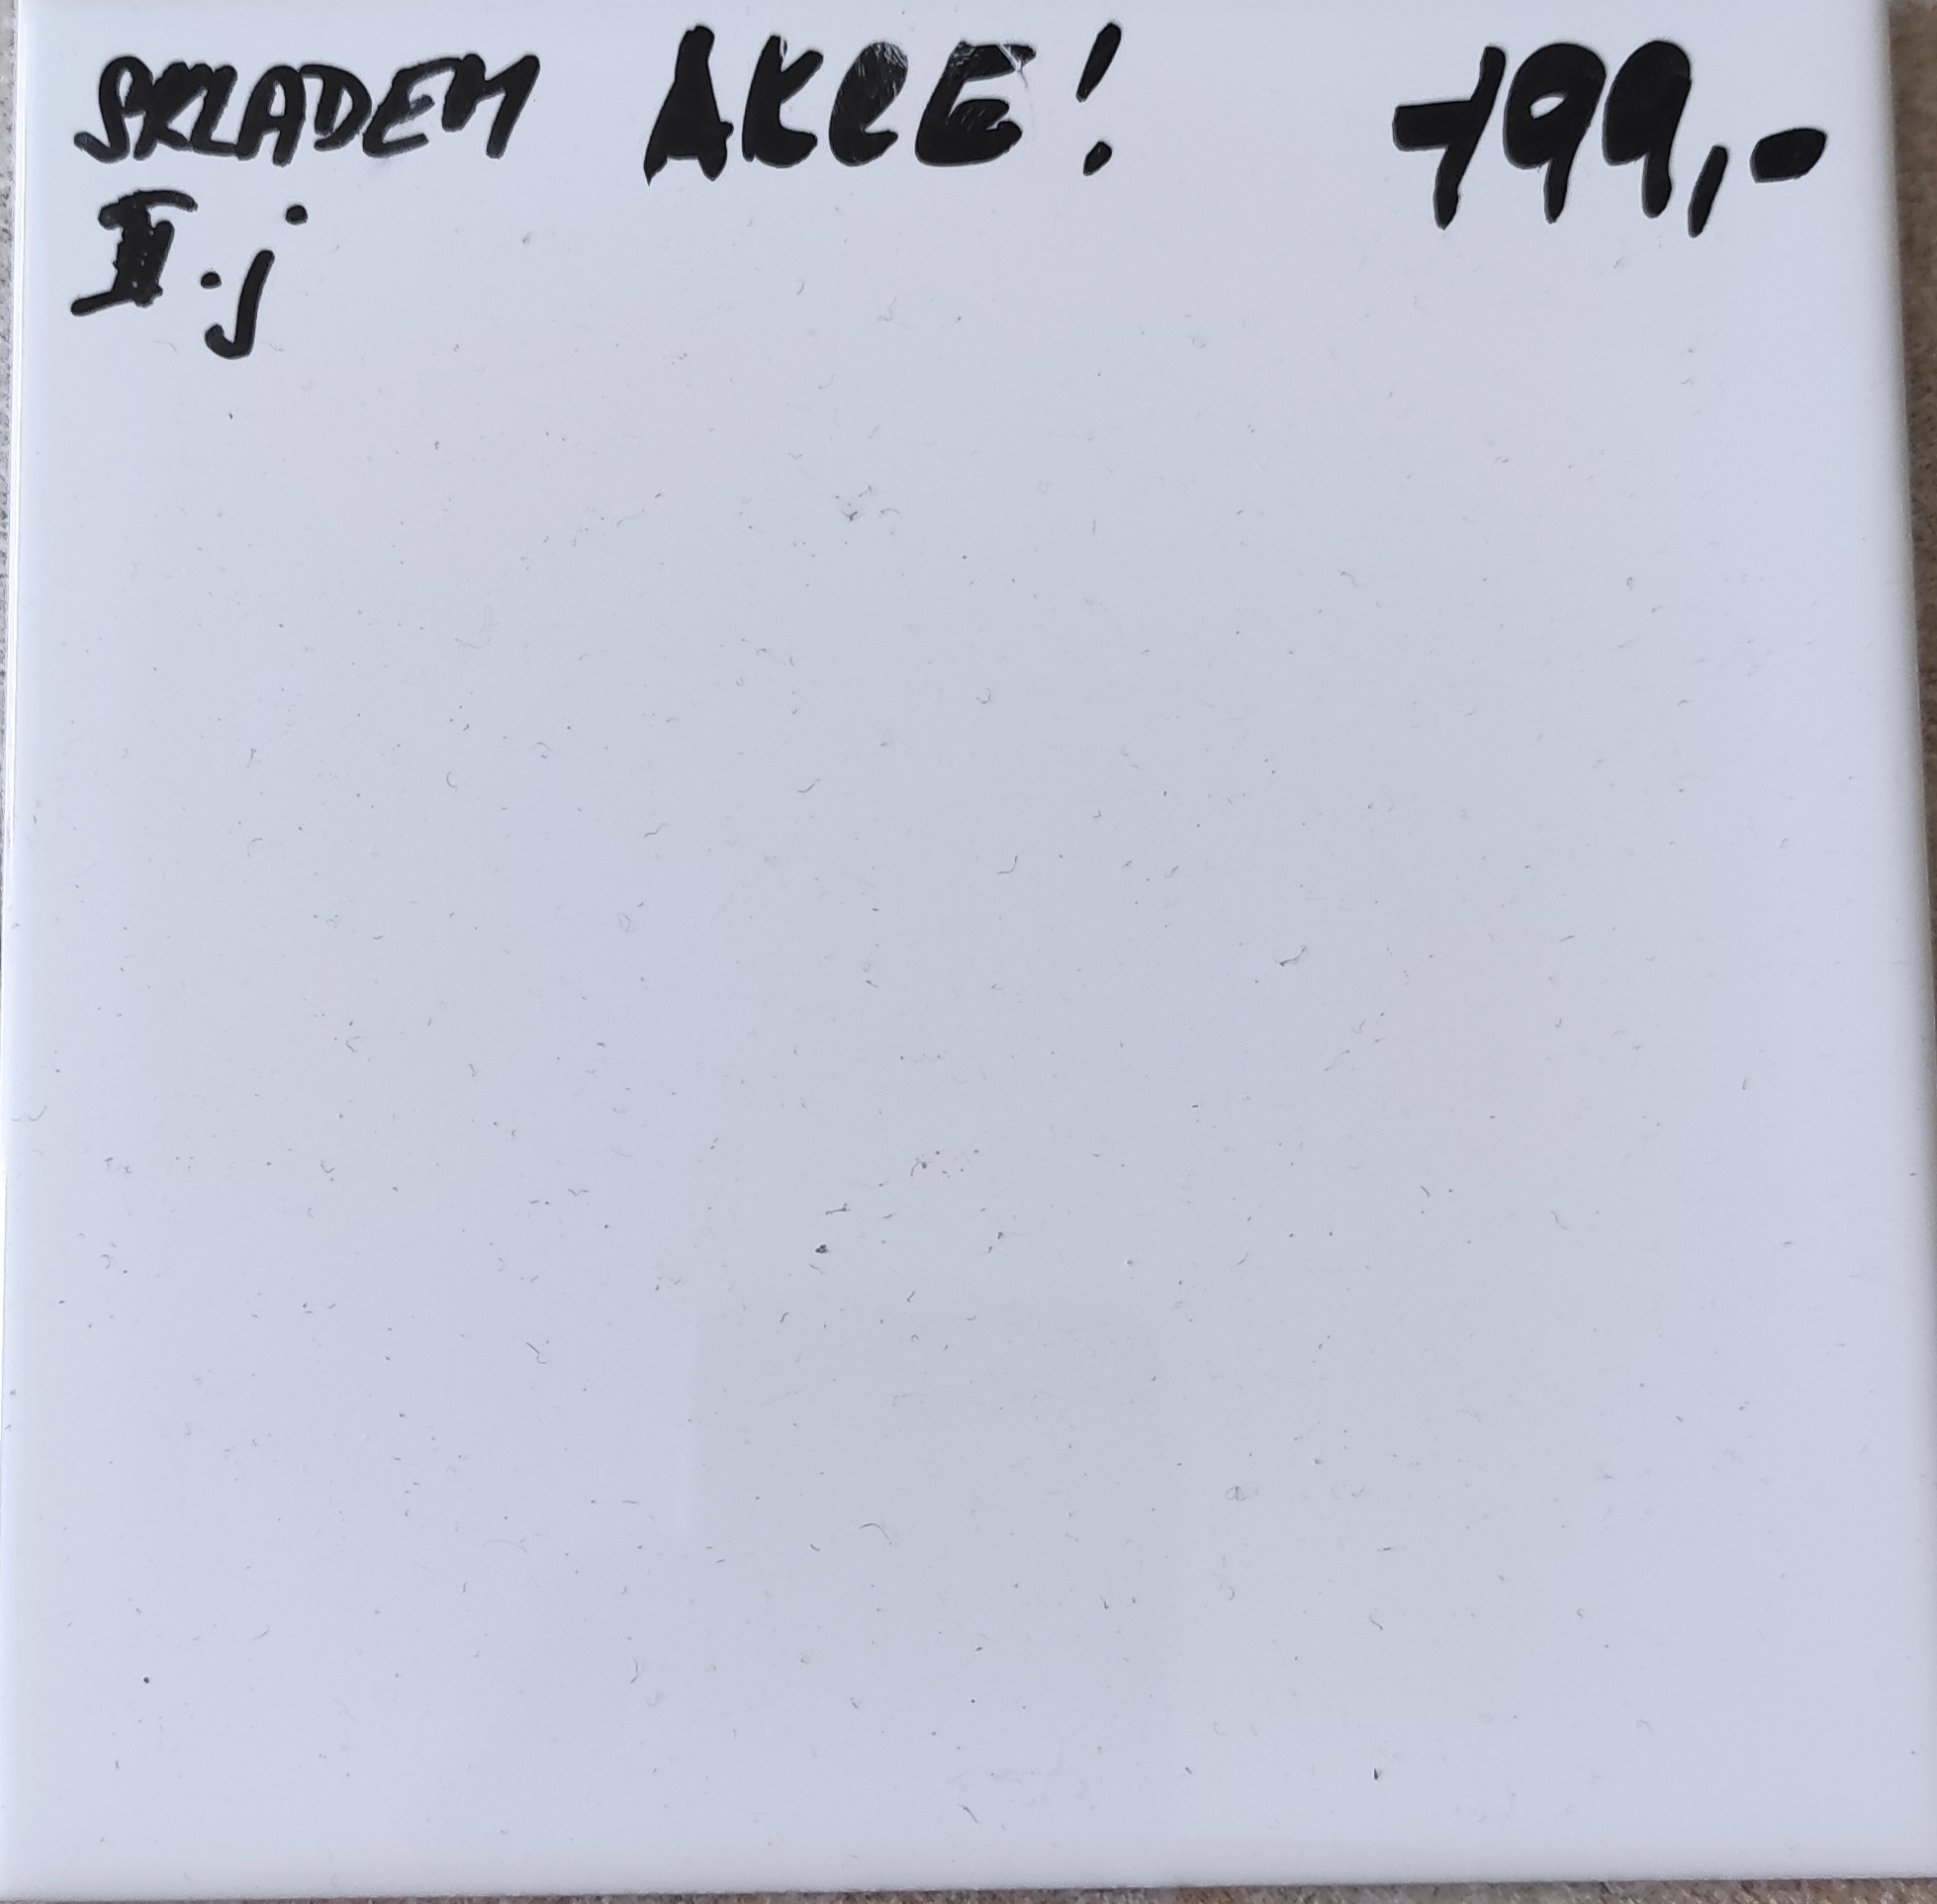 SKLADEM AKCE! 199,-
II.j